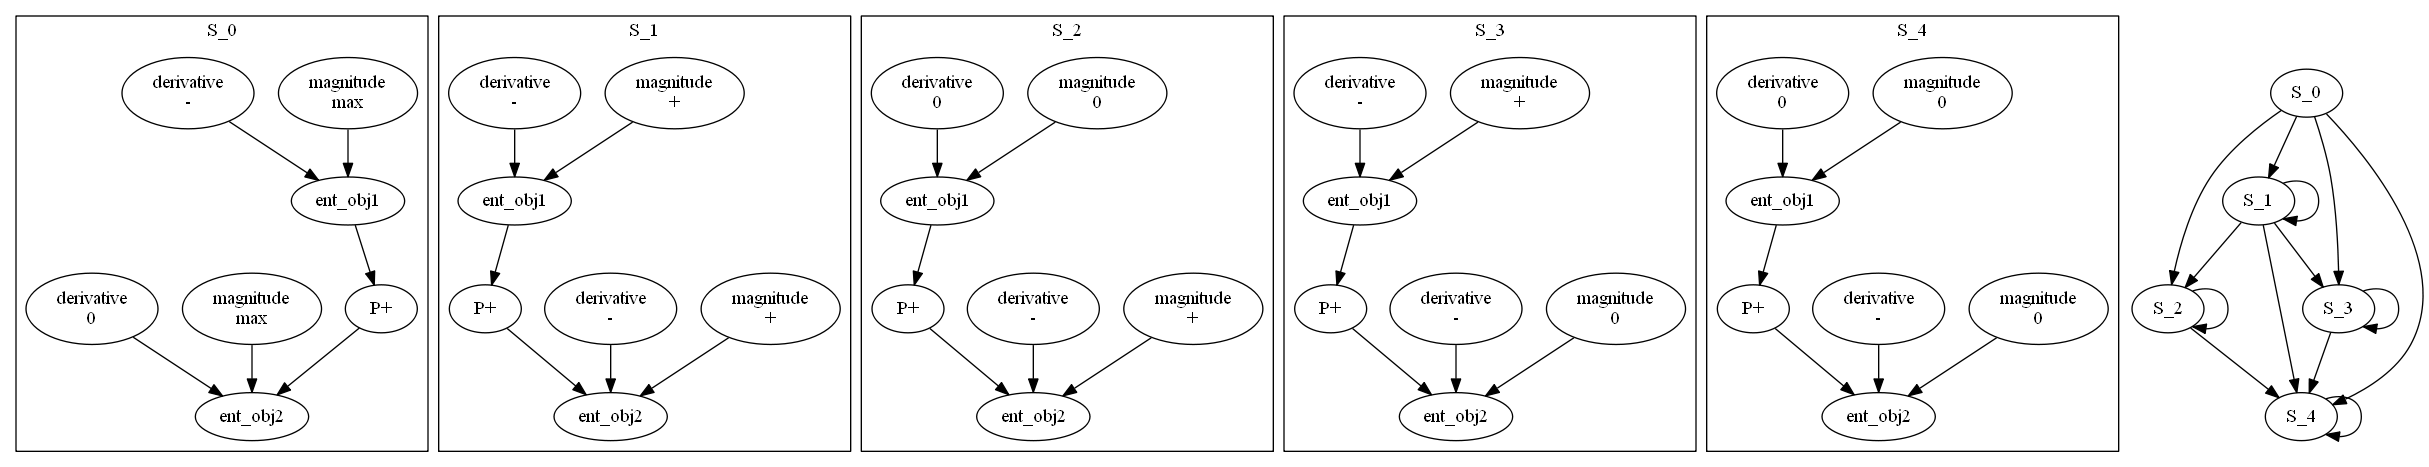 S_0
derivative
-
magnitude
max
ent_obj1
derivative
0
magnitude
max
P+
ent_obj2
S_1
derivative
-
magnitude
+
ent_obj1
P+
derivative
-
magnitude
+
ent_obj2
S_2
derivative
0
magnitude
0
ent_obj1
P+
derivative
-
magnitude
+
ent_obj2
S_3
derivative
-
magnitude
+
ent_obj1
P+
derivative
-
magnitude
0
ent_obj2
S_4
derivative
0
magnitude
0
ent_obj1
P+
derivative
-
magnitude
0
ent_obj2
S_0
S_1
S_2
S_3
S_4